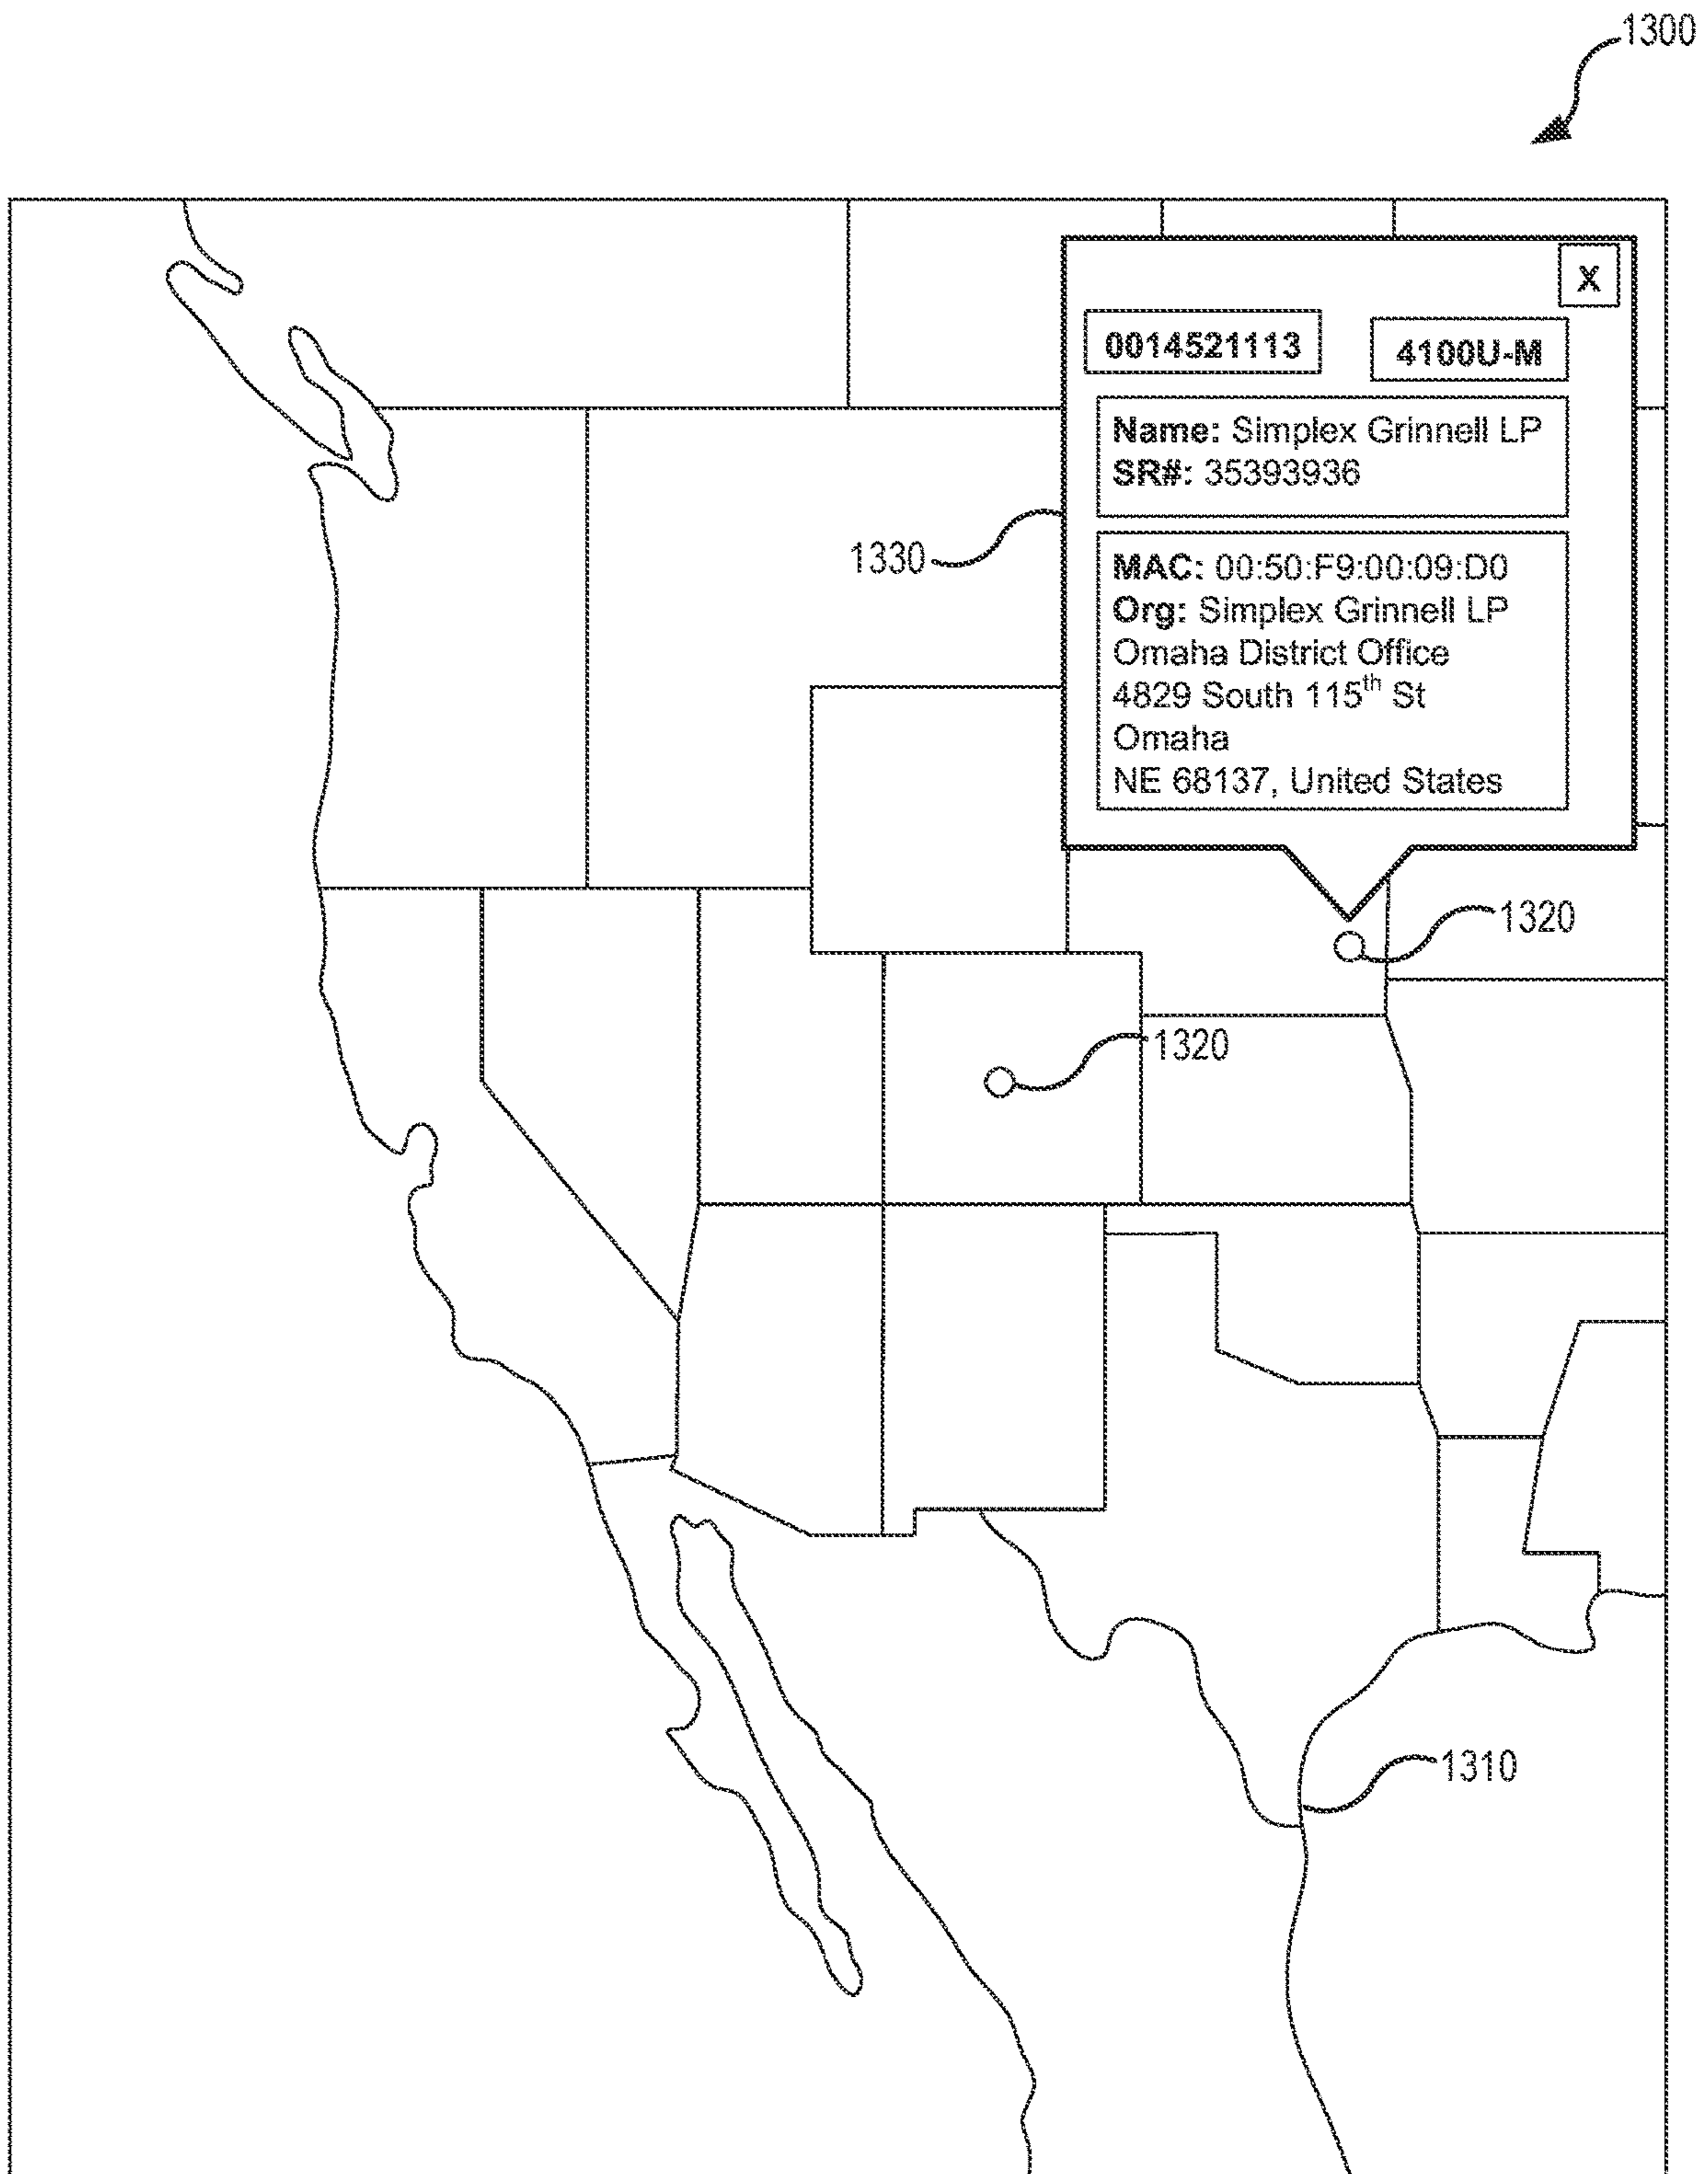 1300
X
0014521113
4100U-M
Name: Simplex Grinnell LP
SR#: 35393936
1330
MAC: 00:50:F9:00:09:D0
Org: Simplex Grinnell LP
Omaha District Office
4829 South 115th St
Omaha
NE 68137, United States
1320
1320
1310